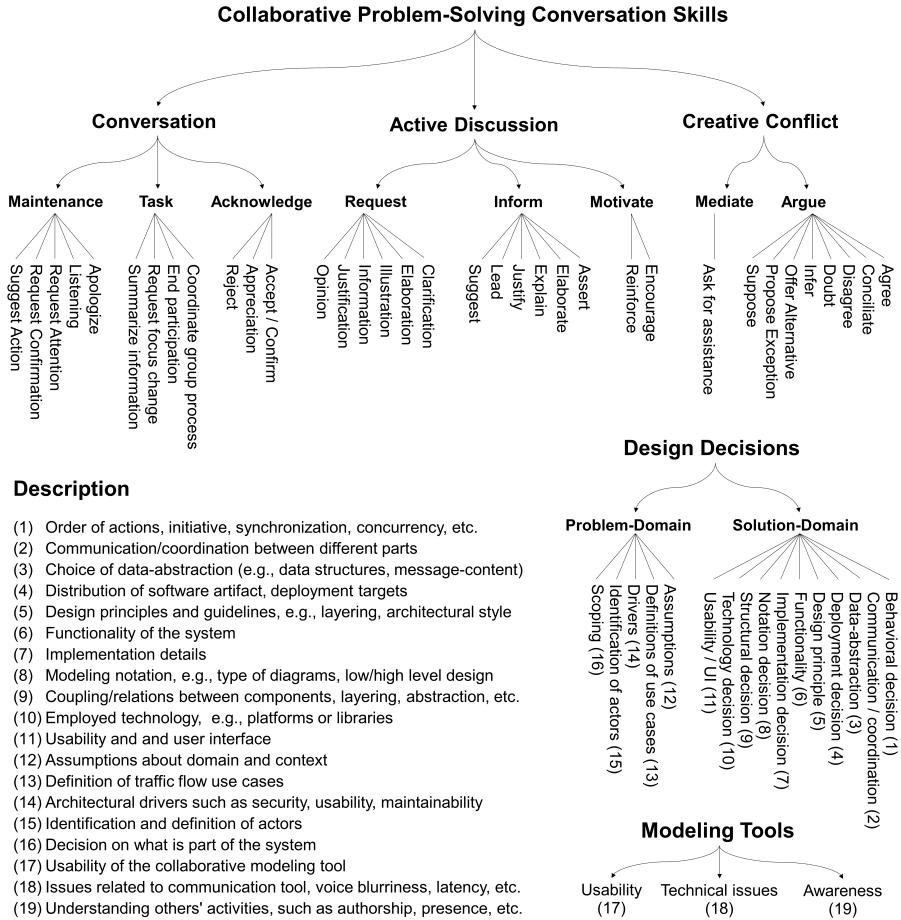 Collaborative Problem-Solving Conversation Skills
Conversation
Active Discussion
Creative Conflict
Maintenance
Task
Acknowledge
Request
Inform
Motivate
Mediate
Argue
Suggest Action
Request Confirmation
Request Attention
Listening
Apologize
Summarize information
Request focus change
End participation
Coordinate group process
Reject
Appreciation
Accept / Confirm
Opinion
Justification
Information
Illustration
Elaboration
Clarification
Suggest
Lead
Justify
Explain
Elaborate
Assert
Reinforce
Encourage
Ask for assistance
Suppose
Propose Exception
Offer Alternative
Infer
Doubt
Disagree
Conciliate
Agree
Design Decisions
Problem-Domain
Solution-Domain
Scoping (16)
Identification of actors (15)
Drivers (14)
Definitions of use cases (13)
Assumptions (12)
Usability / UI (11)
Technology decision (10)
Structural decision (9)
Notation decision (8)
Implementation decision (7)
Functionality (6)
Design principle (5)
Deployment decision (4)
Data-abstraction (3)
Communication / coordination (2)
Behavioral decision (1)
Modeling Tools
Usability
(17)
Technical issues
(18)
Awareness
(19)
Description
(1) Order of actions, initiative, synchronization, concurrency, etc.
(2) Communication/coordination between different parts
(3) Choice of data-abstraction (e.g., data structures, message-content)
(4) Distribution of software artifact, deployment targets
(5) Design principles and guidelines, e.g., layering, architectural style
(6) Functionality of the system
(7) Implementation details
(8) Modeling notation, e.g., type of diagrams, low/high level design
(9) Coupling/relations between components, layering, abstraction, etc.
(10) Employed technology, e.g., platforms or libraries
(11) Usability and and user interface
(12) Assumptions about domain and context
(13) Definition of traffic flow use cases
(14) Architectural drivers such as security, usability, maintainability
(15) Identification and definition of actors
(16) Decision on what is part of the system
(17) Usability of the collaborative modeling tool
(18) Issues related to communication tool, voice blurriness, latency, etc.
(19) Understanding others' activities, such as authorship, presence, etc.